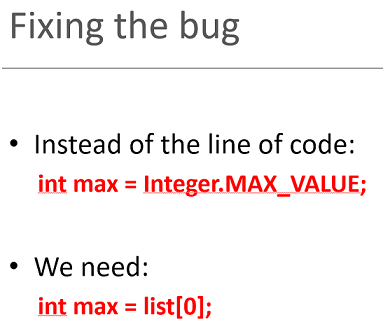 Fixing the bug
• Instead of the line of code:
int max = Integer.MAX_VALUE;
• We need:
int max = list[0];